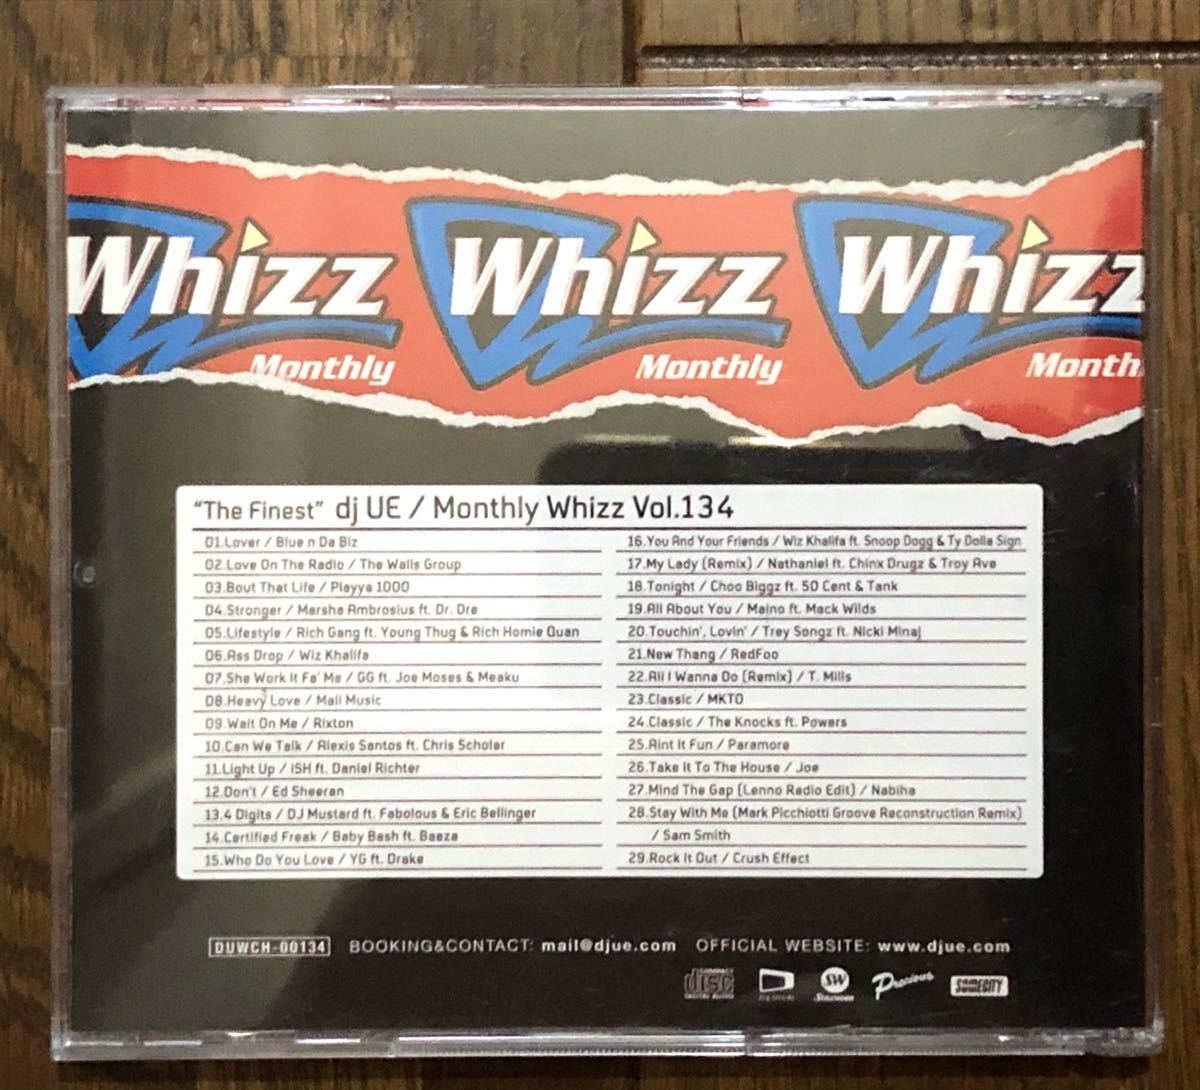 Whizz Monthly
Whizz Monthly
Whizz Month
"The Finest" dj UE / Monthly Whizz Vol.134
01.Lover / Blue n Da Biz
02.Love On The Radio / The Walls Group
03.Bout That Life / Playya 1000
04.Stronger / Marsha Ambrosius ft. Dr. Dre
05.Lifestyle / Rich Gang ft. Young Thug & Rich Homie Quan
06.Ass Drop / Wiz Khalifa
07.She Work It Fa' Me / GG ft. Joe Moses & Meaku
08.Heavy Love / Mali Music
09.Wait On Me / Rixton
10.Can We Talk / Alexis Santos ft. Chris Scholar
11.Light Up / ISH ft. Daniel Richter
12.Don't / Ed Sheeran
13.4 Digits / DJ Mustard ft. Fabolous & Eric Bellinger
14.Certified Freak / Baby Bash ft. Baeza
15.Who Do You Love / YG ft. Drake
16.You And Your Friends / Wiz Khalifa ft. Snoop Dogg & Ty Dolla Sign
17.My Lady (Remix) / Nathaniel ft. Chinx Drugz & Troy Ave
18.Tonight / Choo Biggz ft. 50 Cent & Tank
19.All About You / Maino ft. Mack Wilds
20.Touchin', Lovin' / Trey Songz ft. Nicki Minaj
21.New Thang / RedFoo
22.All I Wanna Do (Remix) / T. Mills
23.Classic / MKTO
24.Classic / The Knocks ft. Powers
25.Aint It Fun / Paramore
26.Take It To The House / Joe
27.Mind The Gap (Lenno Radio Edit) / Nabiha
28.Stay With Me (Mark Picchiotti Groove Reconstruction Remix)
/ Sam Smith
29.Rock It Out / Crush Effect
DUWCH-00134 BOOKING&CONTACT: mail@djue.com OFFICIAL WEBSITE: www.djue.com
COMPACT disc DIGITAL AUDIO SW Precious SOMECITY